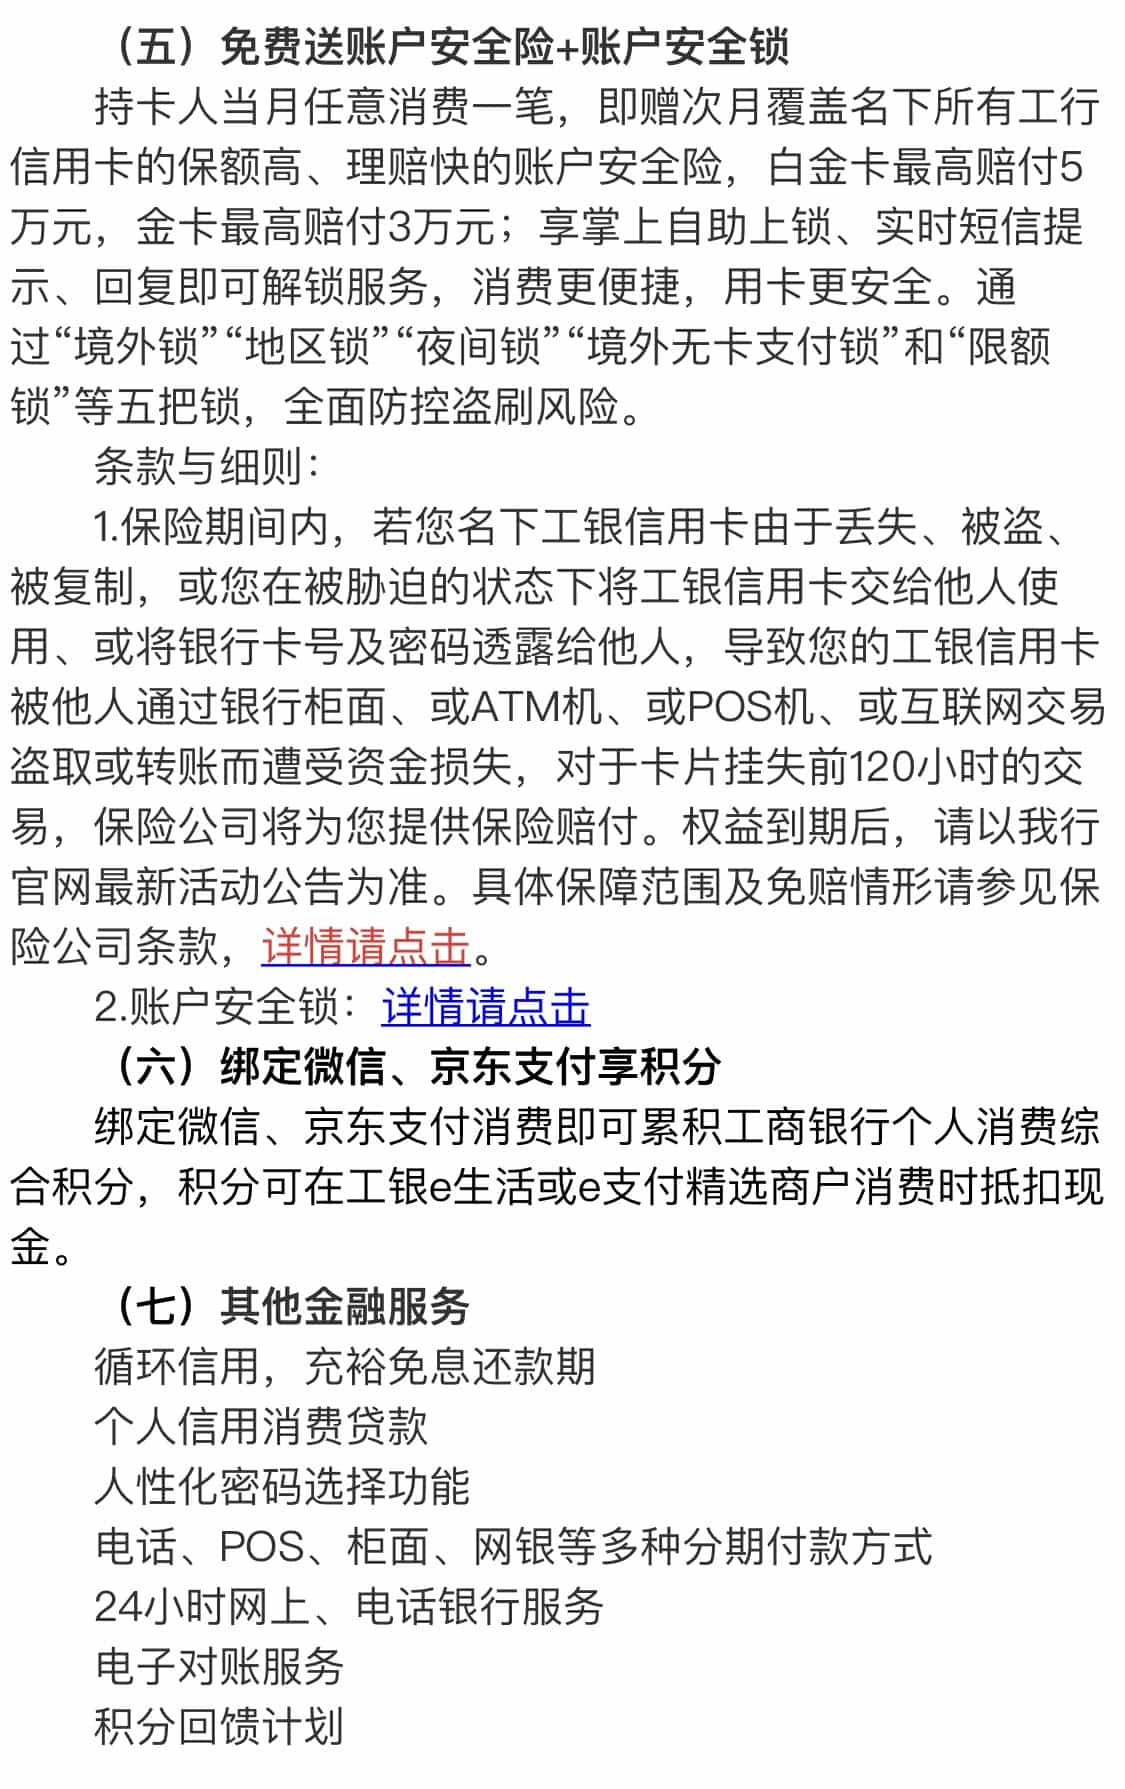 （五）免费送账户安全险+账户安全锁
持卡人当月任意消费一笔，即赠次月覆盖名下所有工行
信用卡的保额高、理赔快的账户安全险，白金卡最高赔付5
万元，金卡最高赔付3万元；享掌上自助上锁、实时短信提
示、回复即可解锁服务，消费更便捷，用卡更安全。通
过“境外锁”“地区锁”“夜间锁”“境外无卡支付锁”和“限额
锁”等五把锁，全面防控盗刷风险。
条款与细则：
1.保险期间内，若您名下工银信用卡由于丢失、被盗、
被复制，或您在被胁迫的状态下将工银信用卡交给他人使
用、或将银行卡号及密码透露给他人，导致您的工银信用卡
被他人通过银行柜面、或ATM机、或POS机、或互联网交易
盗取或转账而遭受资金损失，对于卡片挂失前120小时的交
易，保险公司将为您提供保险赔付。权益到期后，请以我行
官网最新活动公告为准。具体保障范围及免赔情形请参见保
险公司条款，详情请点击。
2.账户安全锁：详情请点击
（六）绑定微信、京东支付享积分
绑定微信、京东支付消费即可累积工商银行个人消费综
合积分，积分可在工银e生活或e支付精选商户消费时抵扣现
金。
（七）其他金融服务
循环信用，充裕免息还款期
个人信用消费贷款
人性化密码选择功能
电话、POS、柜面、网银等多种分期付款方式
24小时网上、电话银行服务
电子对账服务
积分回馈计划